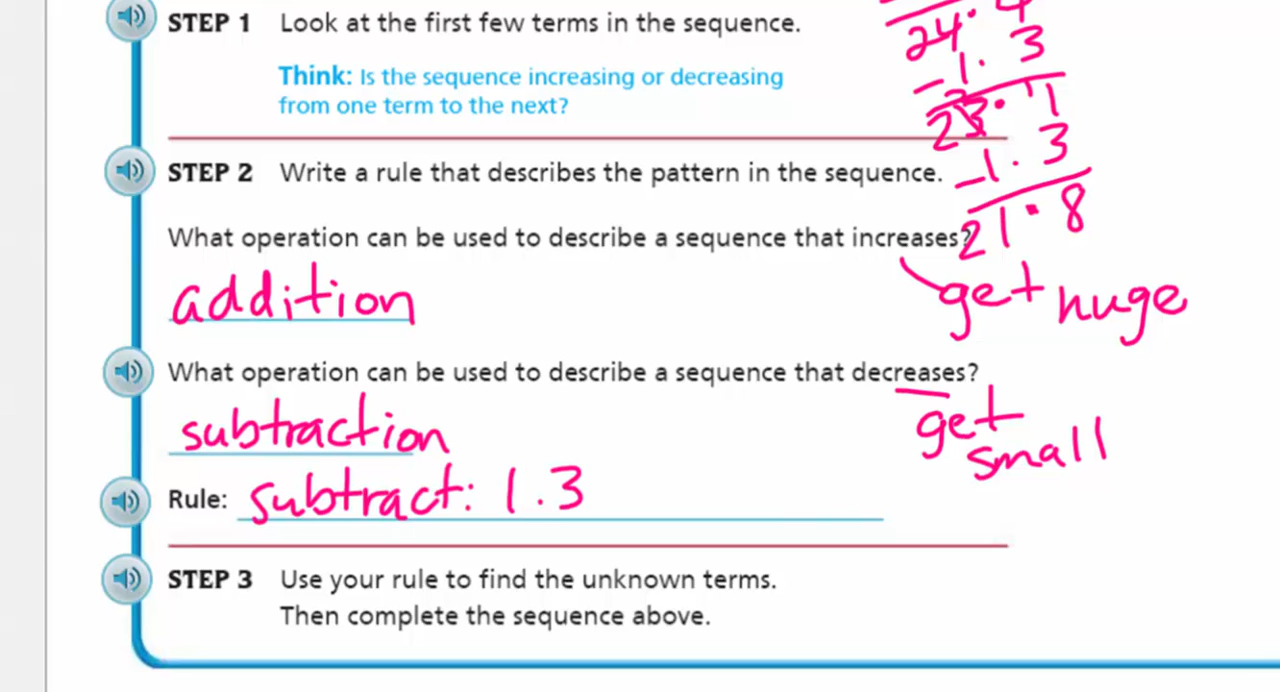 STEP 1 Look at the first few terms in the sequence.
Think: Is the sequence increasing or decreasing
from one term to the next?
24.4
-1.3
23.1
-1.3
21.8
STEP 2 Write a rule that describes the pattern in the sequence.
What operation can be used to describe a sequence that increases?
addition
get huge
What operation can be used to describe a sequence that decreases?
subtraction
get
small
Rule: subtract: 1.3
STEP 3 Use your rule to find the unknown terms.
Then complete the sequence above.